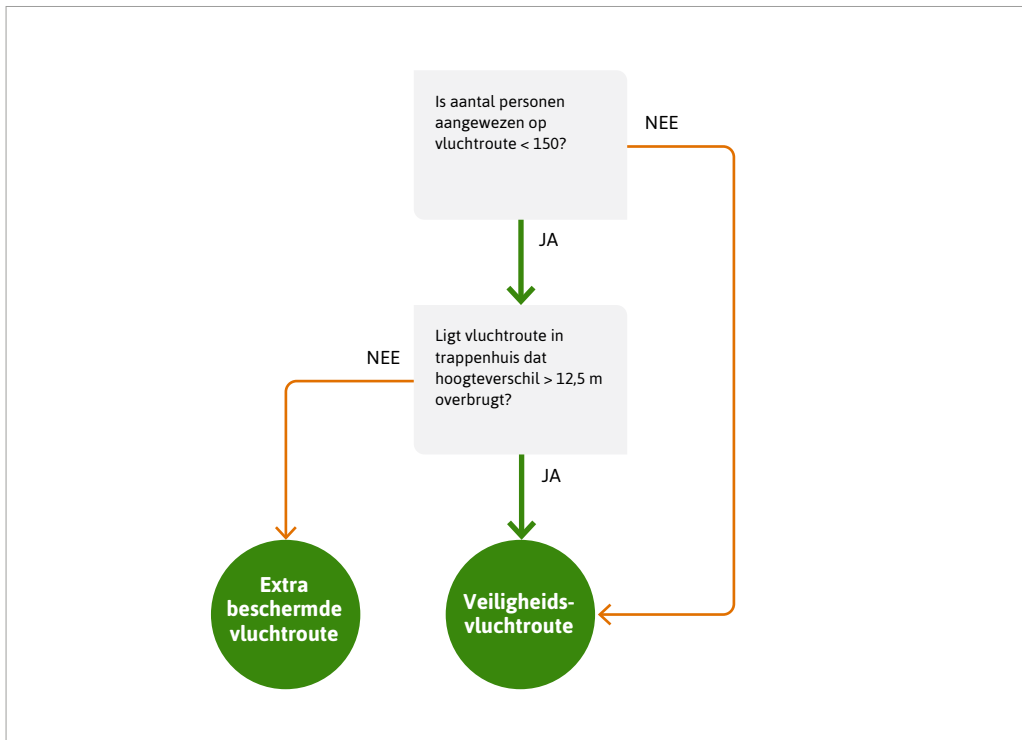 Is aantal personen
aangewezen op
vluchtroute < 150?
NEE
JA
Ligt vluchtroute in
trappenhuis dat
hoogteverschil > 12,5 m
overbrugt?
NEE
JA
Extra
beschermde
vluchtroute
Veiligheids-
vluchtroute